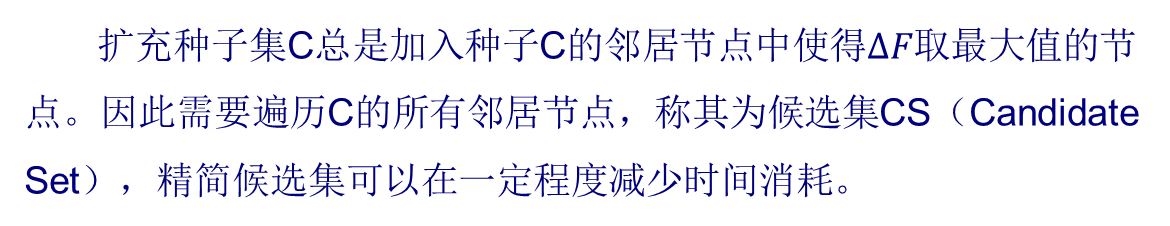 扩充种子集C总是加入种子C的邻居节点中使得ΔF取最大值的节
点。因此需要遍历C的所有邻居节点，称其为候选集CS（Candidate
Set），精简候选集可以在一定程度减少时间消耗。